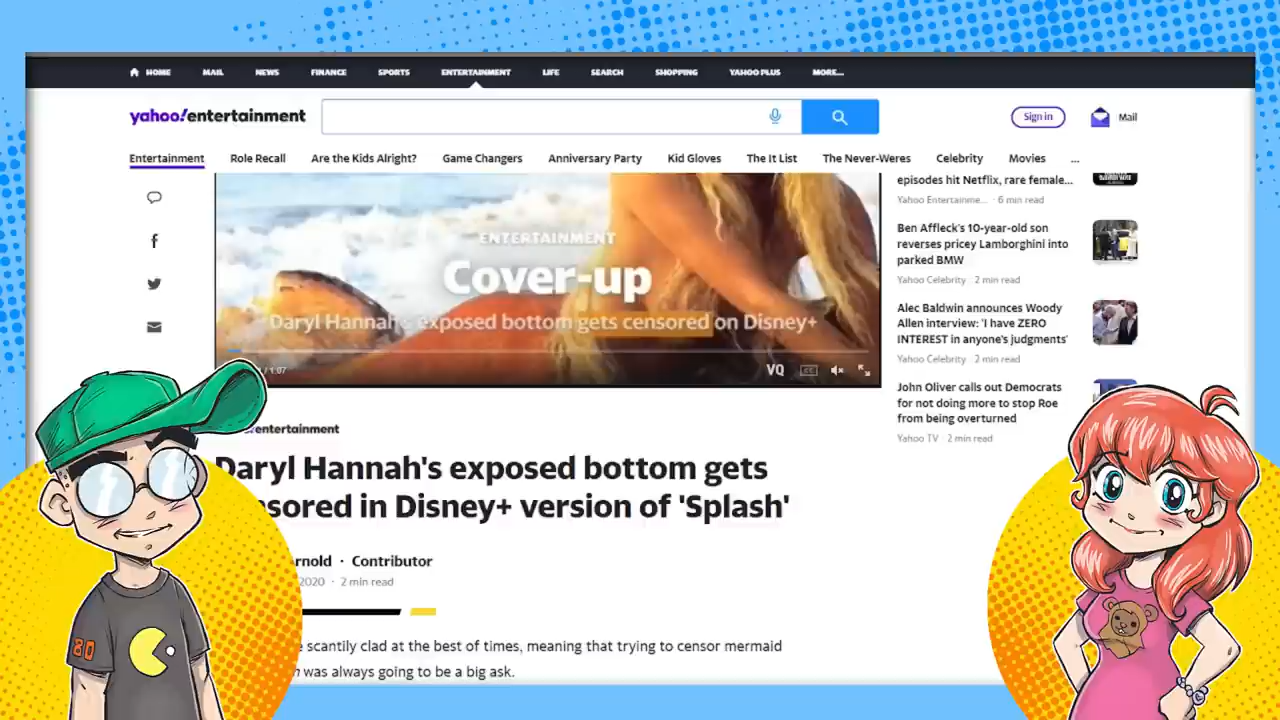 HOME MAIL NEWS FINANCE SPORTS ENTERTAINMENT LIFE SEARCH SHOPPING YAHOO PLUS MORE...
yahoo!entertainment
Sign in
Mail
Entertainment Role Recall Are the Kids Alright? Game Changers Anniversary Party Kid Gloves The It List The Never-Weres Celebrity Movies ...
ENTERTAINMENT
Cover-up
Daryl Hannah's exposed bottom gets censored on Disney+
/ 1:07
VQ
CC
entertainment
Daryl Hannah's exposed bottom gets
sored in Disney+ version of 'Splash'
rnold · Contributor
2020 · 2 min read
scantily clad at the best of times, meaning that trying to censor mermaid
was always going to be a big ask.
episodes hit Netflix, rare female...
Yahoo Entertainme... · 6 min read
Ben Affleck's 10-year-old son
reverses pricey Lamborghini into
parked BMW
Yahoo Celebrity · 2 min read
Alec Baldwin announces Woody
Allen interview: 'I have ZERO
INTEREST in anyone's judgments'
Yahoo Celebrity · 2 min read
John Oliver calls out Democrats
for not doing more to stop Roe
from being overturned
Yahoo TV · 2 min read
80